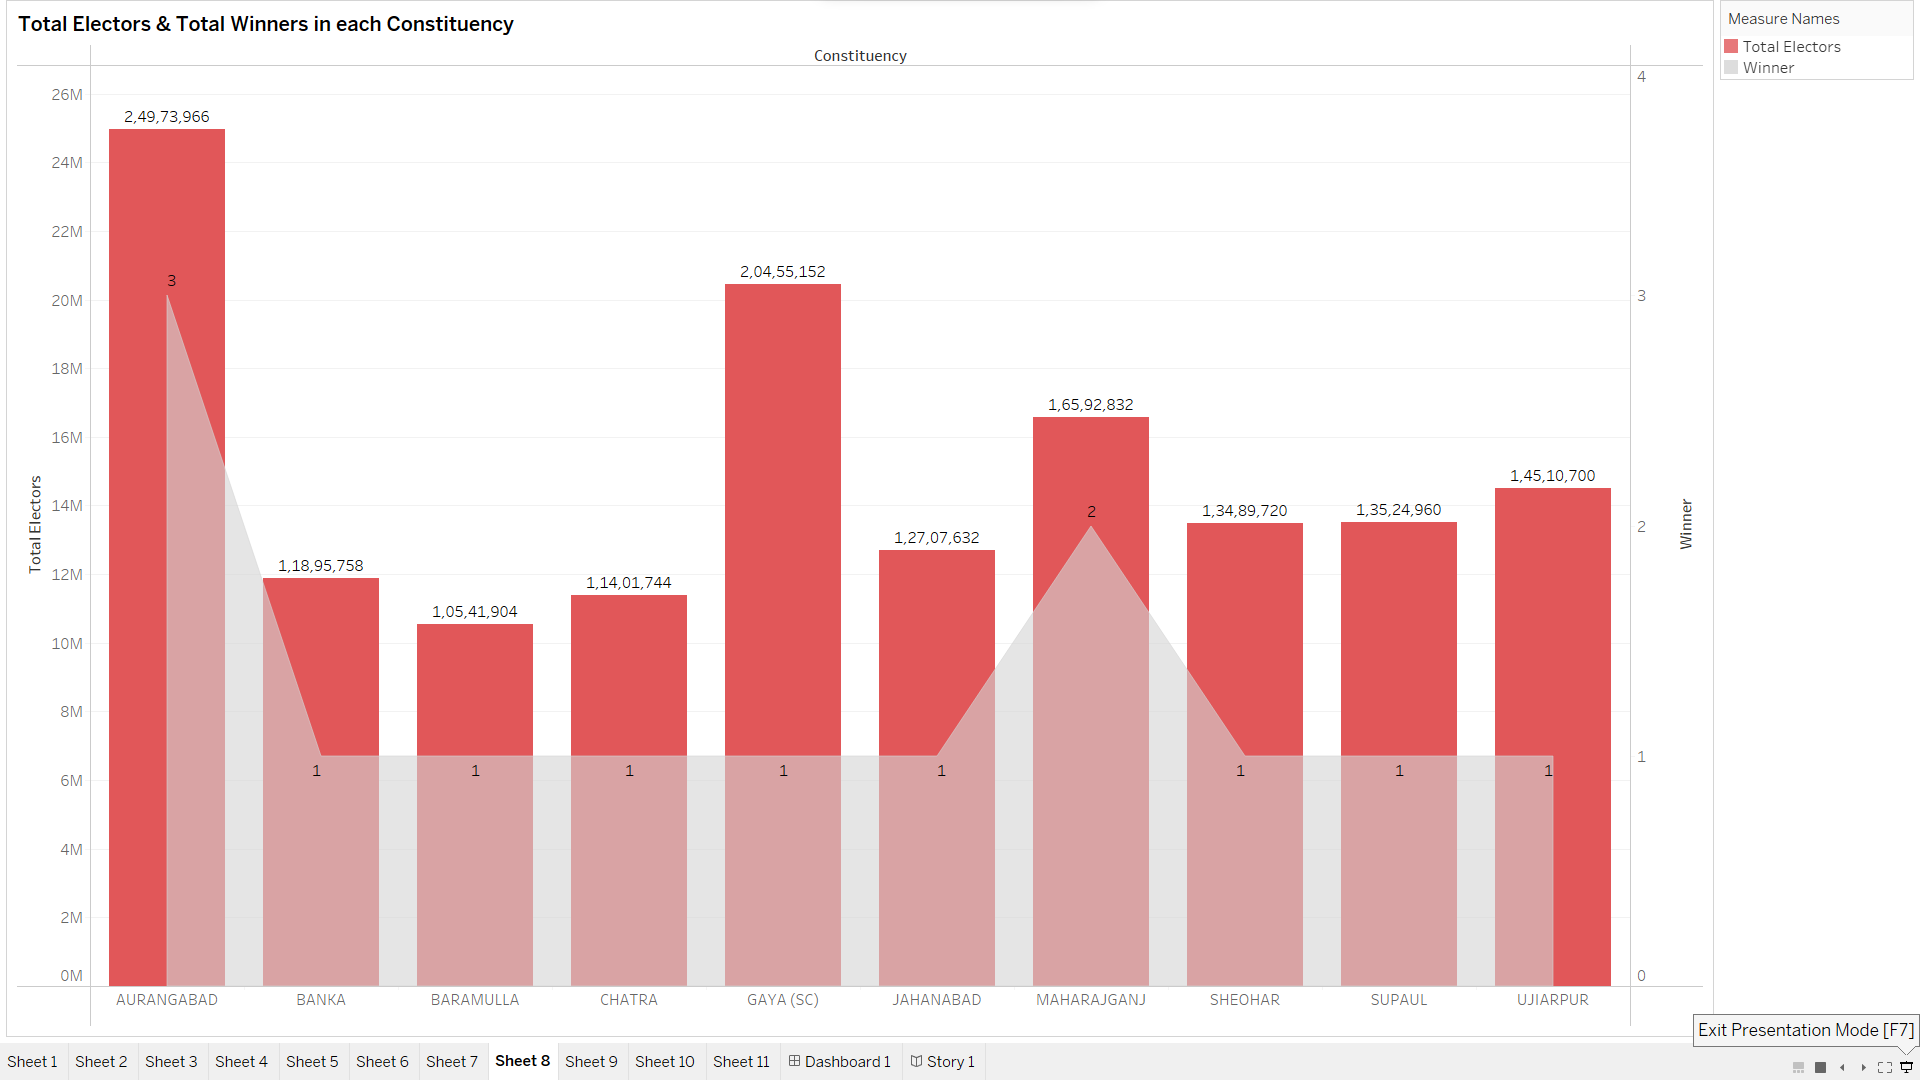 Total Electors & Total Winners in each Constituency
Constituency
Measure Names
Total Electors
Winner
26M
24M
22M
20M
18M
16M
14M
12M
10M
8M
6M
4M
2M
0M
Total Electors
2,49,73,966
1,18,95,758
1,05,41,904
1,14,01,744
2,04,55,152
1,27,07,632
1,65,92,832
1,34,89,720
1,35,24,960
1,45,10,700
3
1
1
1
1
1
2
1
1
1
4
3
2
1
0
Winner
AURANGABAD
BANKA
BARAMULLA
CHATRA
GAYA (SC)
JAHANABAD
MAHARAJGANJ
SHEOHAR
SUPAUL
UJIARPUR
Exit Presentation Mode [F7]
Sheet 1
Sheet 2
Sheet 3
Sheet 4
Sheet 5
Sheet 6
Sheet 7
Sheet 8
Sheet 9
Sheet 10
Sheet 11
Dashboard 1
Story 1